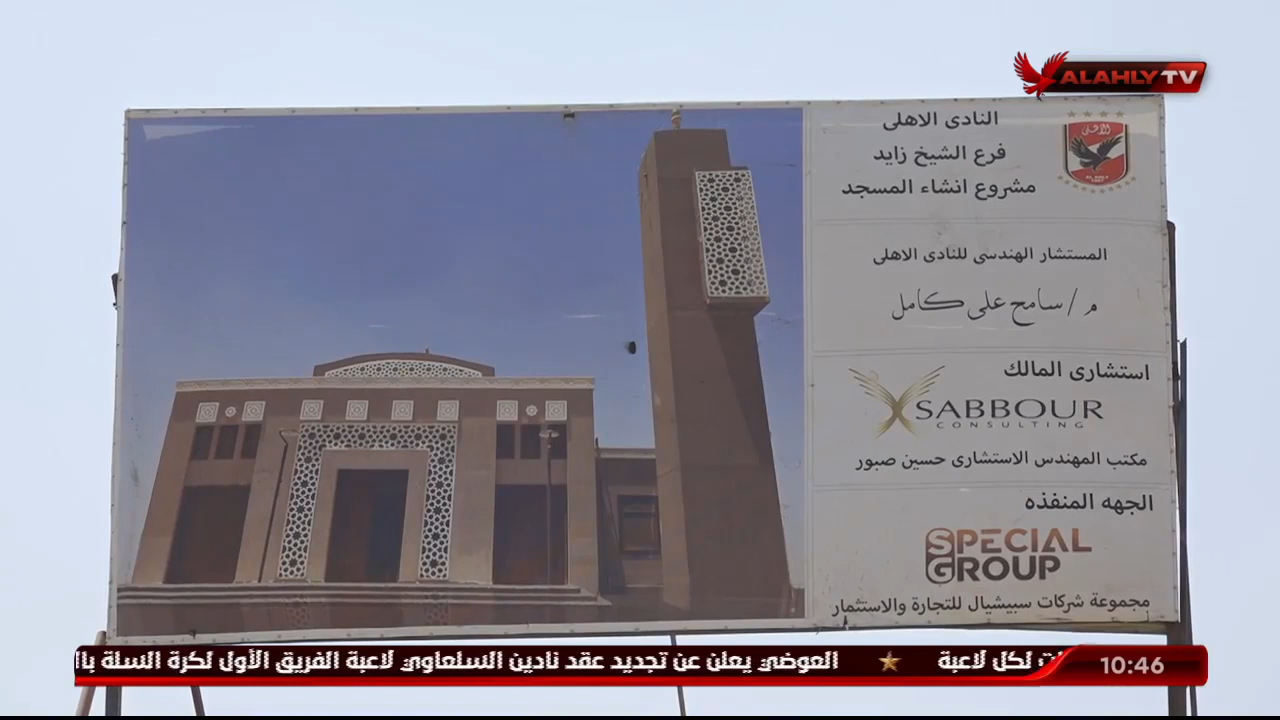 ALAHLY TV
النادى الاهلى
فرع الشيخ زايد
مشروع انشاء المسجد
المستشار الهندسى للنادى الاهلى
م / سامح على كامل
استشارى المالك
SABBOUR
CONSULTING
مكتب المهندس الاستشارى حسين صبور
الجهه المنفذه
SPECIAL
GROUP
مجموعة شركات سبيشيال للتجارة والاستثمار
لكل لاعبة ★ العوضي يعلن عن تجديد عقد نادين السلعاوي لاعبة الفريق الأول لكرة السلة
10:46